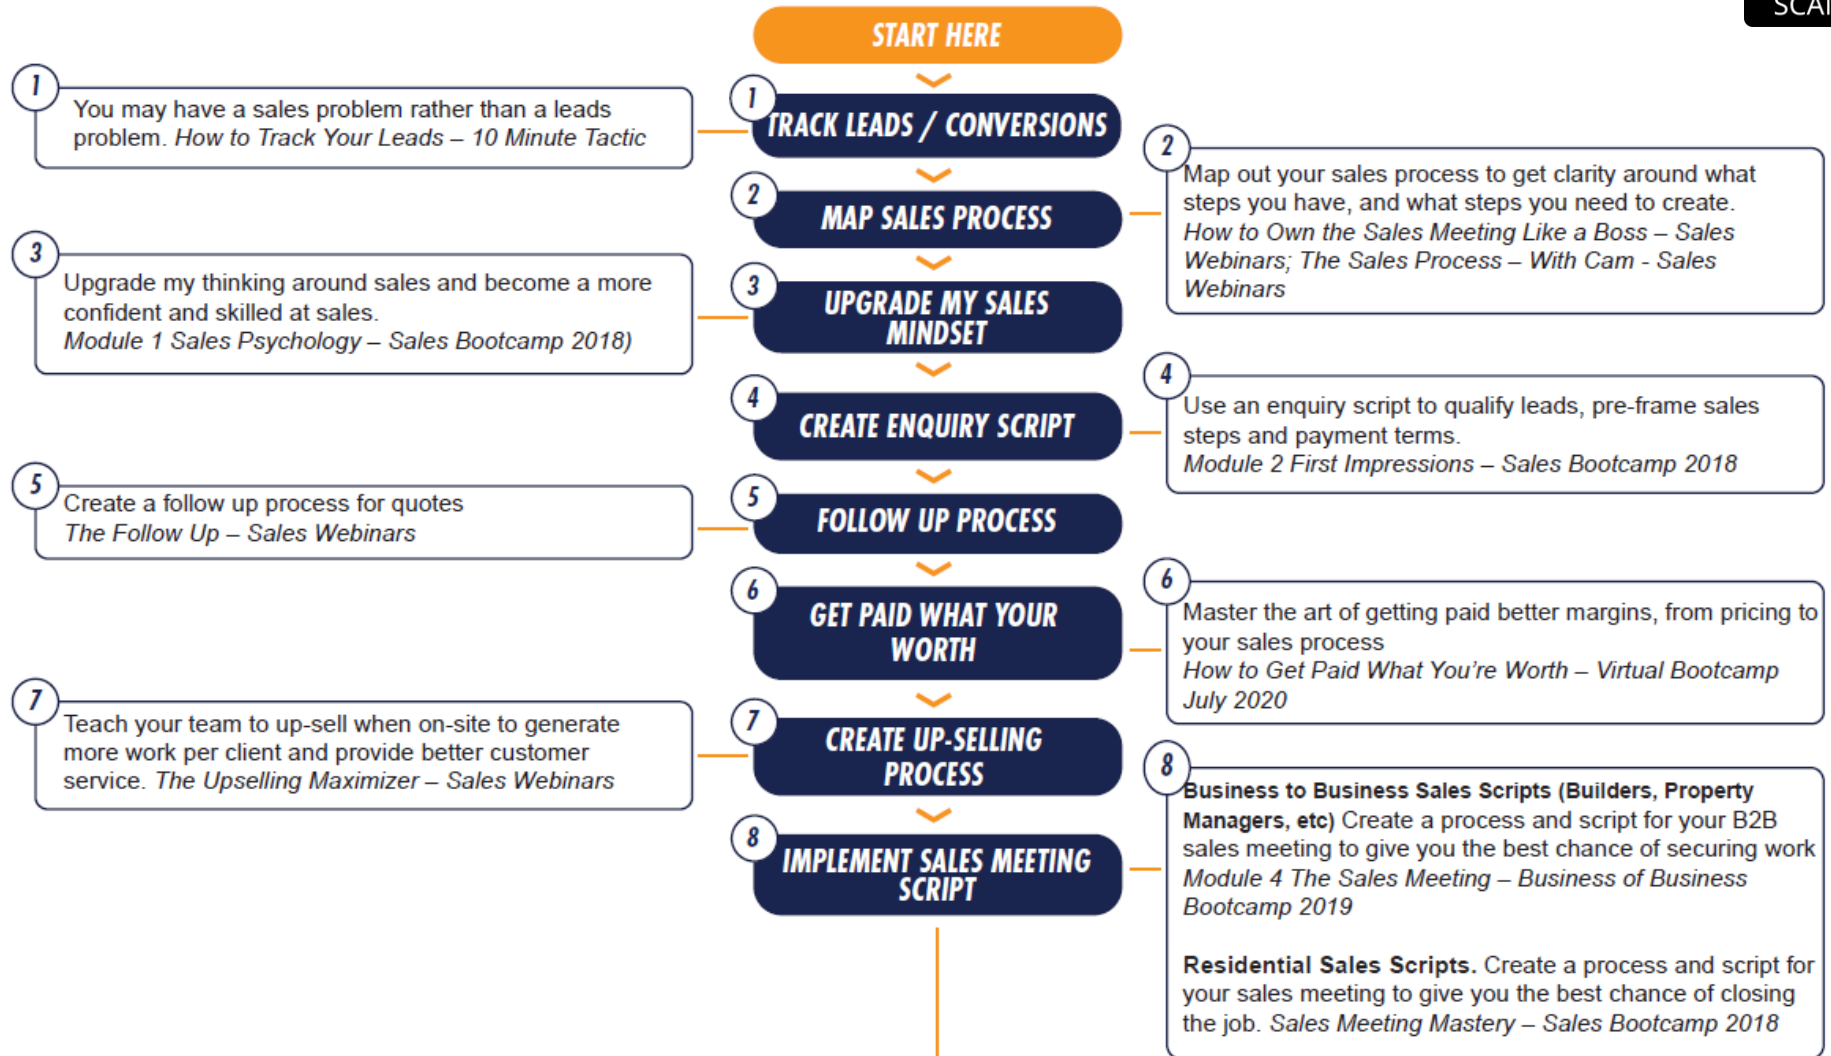 SCAN
START HERE
1
TRACK LEADS / CONVERSIONS
1
You may have a sales problem rather than a leads
problem. How to Track Your Leads – 10 Minute Tactic
2
MAP SALES PROCESS
2
Map out your sales process to get clarity around what
steps you have, and what steps you need to create.
How to Own the Sales Meeting Like a Boss – Sales
Webinars; The Sales Process – With Cam - Sales
Webinars
3
UPGRADE MY SALES
MINDSET
3
Upgrade my thinking around sales and become a more
confident and skilled at sales.
Module 1 Sales Psychology – Sales Bootcamp 2018)
4
CREATE ENQUIRY SCRIPT
4
Use an enquiry script to qualify leads, pre-frame sales
steps and payment terms.
Module 2 First Impressions – Sales Bootcamp 2018
5
FOLLOW UP PROCESS
5
Create a follow up process for quotes
The Follow Up – Sales Webinars
6
GET PAID WHAT YOUR
WORTH
6
Master the art of getting paid better margins, from pricing to
your sales process
How to Get Paid What You're Worth – Virtual Bootcamp
July 2020
7
CREATE UP-SELLING
PROCESS
7
Teach your team to up-sell when on-site to generate
more work per client and provide better customer
service. The Upselling Maximizer – Sales Webinars
8
IMPLEMENT SALES MEETING
SCRIPT
8
Business to Business Sales Scripts (Builders, Property
Managers, etc) Create a process and script for your B2B
sales meeting to give you the best chance of securing work
Module 4 The Sales Meeting – Business of Business
Bootcamp 2019
Residential Sales Scripts. Create a process and script for
your sales meeting to give you the best chance of closing
the job. Sales Meeting Mastery – Sales Bootcamp 2018